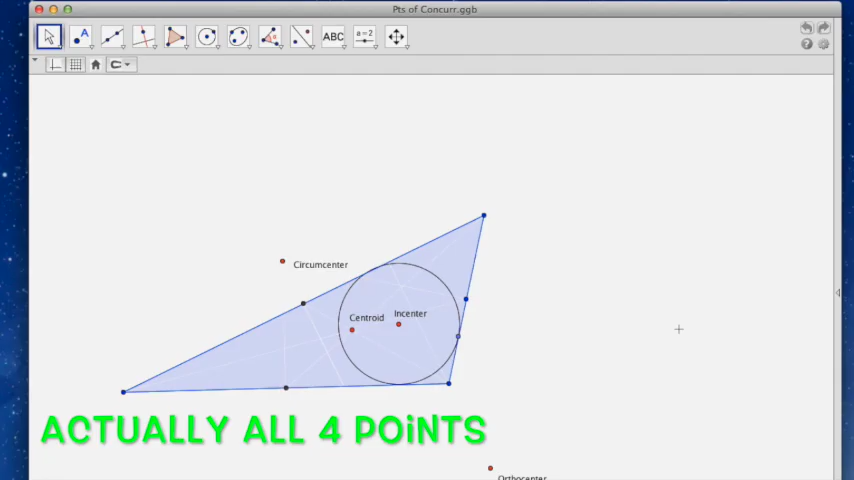 Pts of Concurr.ggb
A
ABC
a=2
Circumcenter
Centroid
Incenter
ACTUALLY ALL 4 POINTS
Orthocenter